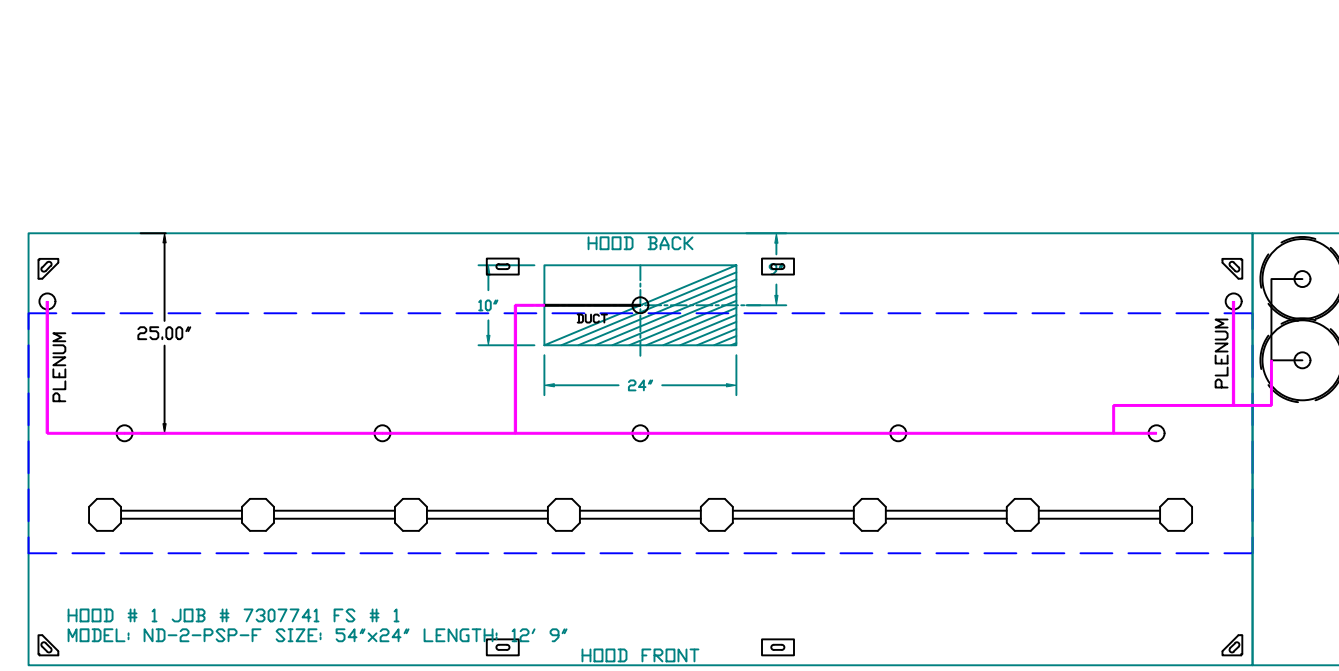 HOOD BACK
9"
10"
DUCT
25.00"
PLENUM
PLENUM
24"
HOOD # 1 JOB # 7307741 FS # 1
MODEL: ND-2-PSP-F SIZE: 54"x24" LENGTH: 12' 9"
HOOD FRONT